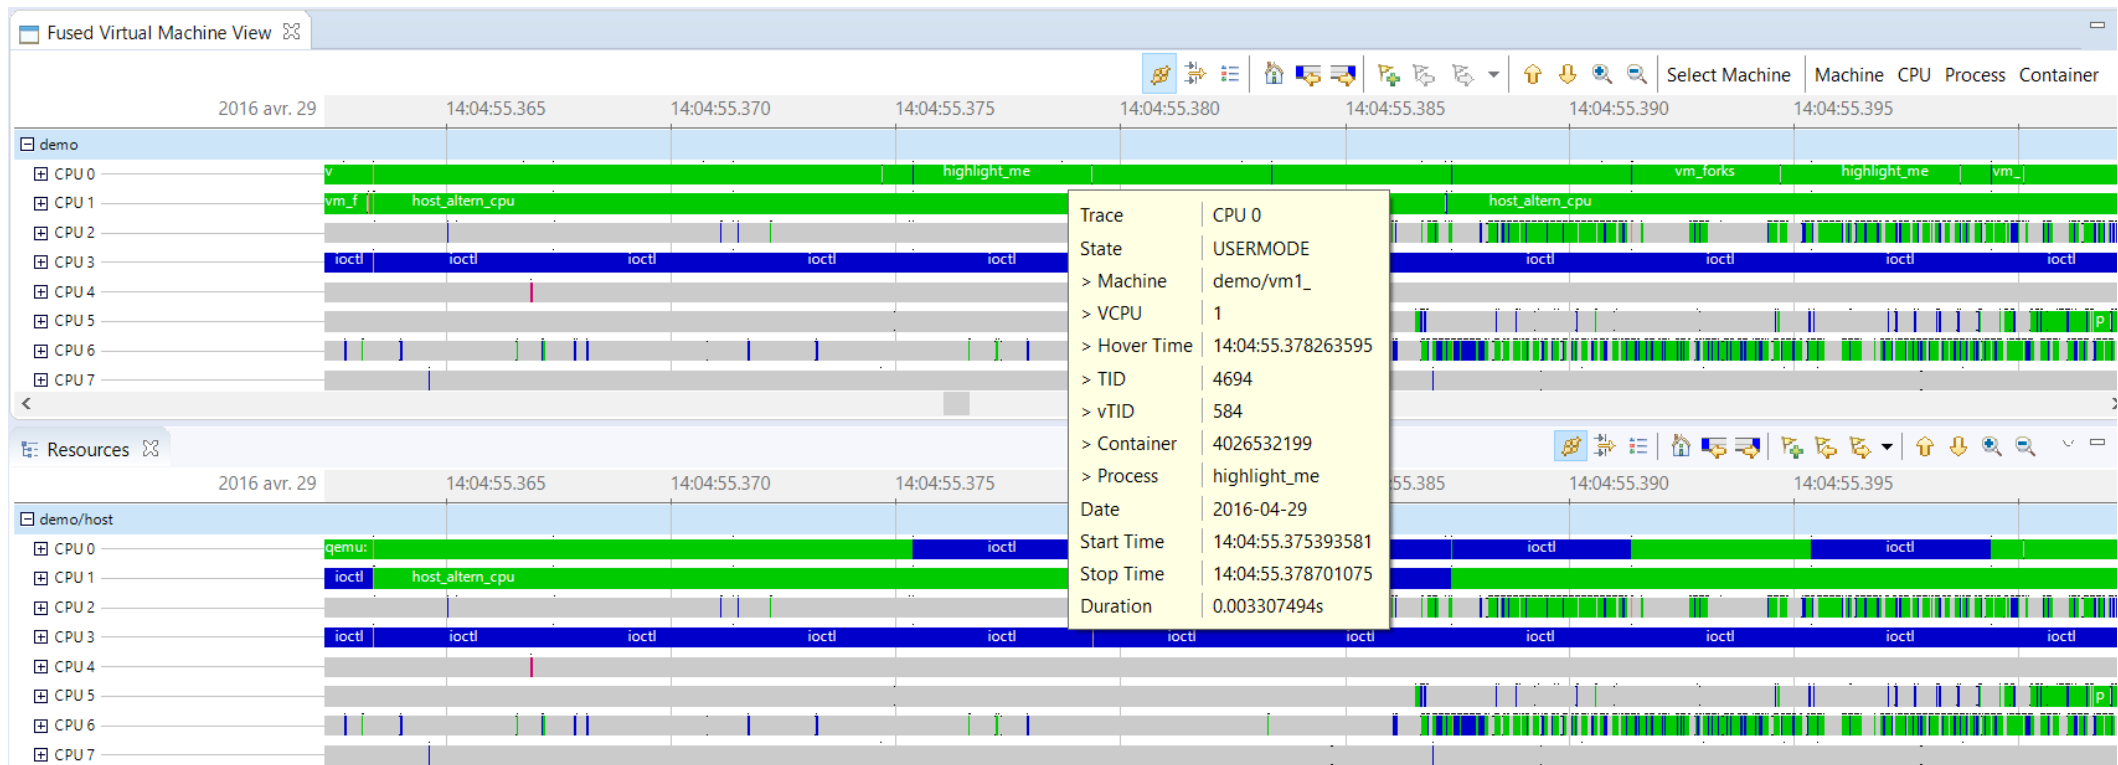 Fused Virtual Machine View
Select Machine Machine CPU Process Container
2016 avr. 29 14:04:55.365 14:04:55.370 14:04:55.375 14:04:55.380 14:04:55.385 14:04:55.390 14:04:55.395
demo
CPU 0 v highlight_me vm_forks highlight_me vm_
CPU 1 vm_f host_altern_cpu host_altern_cpu
CPU 2
CPU 3 ioctl ioctl ioctl ioctl ioctl ioctl ioctl ioctl ioctl
CPU 4
CPU 5 p
CPU 6
CPU 7
Trace CPU 0
State USERMODE
> Machine demo/vm1_
> VCPU 1
> Hover Time 14:04:55.378263595
> TID 4694
> vTID 584
> Container 4026532199
> Process highlight_me
Date 2016-04-29
Start Time 14:04:55.375393581
Stop Time 14:04:55.378701075
Duration 0.003307494s
Resources
2016 avr. 29 14:04:55.365 14:04:55.370 14:04:55.375 55.385 14:04:55.390 14:04:55.395
demo/host
CPU 0 qemu: ioctl ioctl ioctl
CPU 1 ioctl host_altern_cpu
CPU 2
CPU 3 ioctl ioctl ioctl ioctl ioctl ioctl ioctl ioctl ioctl ioctl ioctl
CPU 4
CPU 5 p
CPU 6
CPU 7